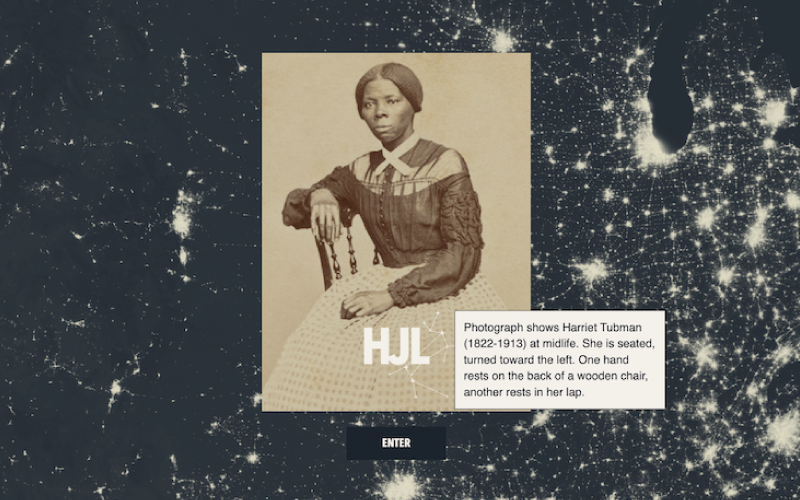 HJL
Photograph shows Harriet Tubman
(1822-1913) at midlife. She is seated,
turned toward the left. One hand
rests on the back of a wooden chair,
another rests in her lap.
ENTER